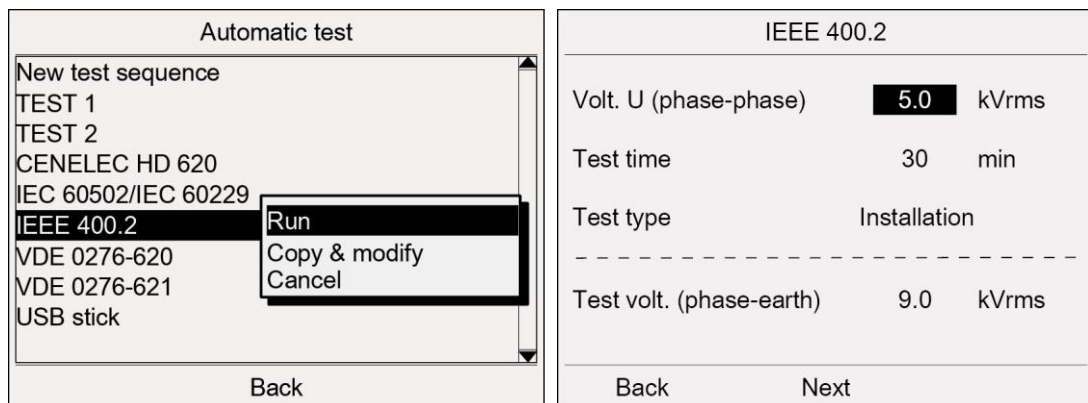 Automatic test
New test sequence
TEST 1
TEST 2
CENELEC HD 620
IEC 60502/IEC 60229
IEEE 400.2
VDE 0276-620
VDE 0276-621
USB stick
Run
Copy & modify
Cancel
Back
IEEE 400.2
Volt. U (phase-phase) 5.0 kVrms
Test time 30 min
Test type Installation
Test volt. (phase-earth) 9.0 kVrms
Back Next